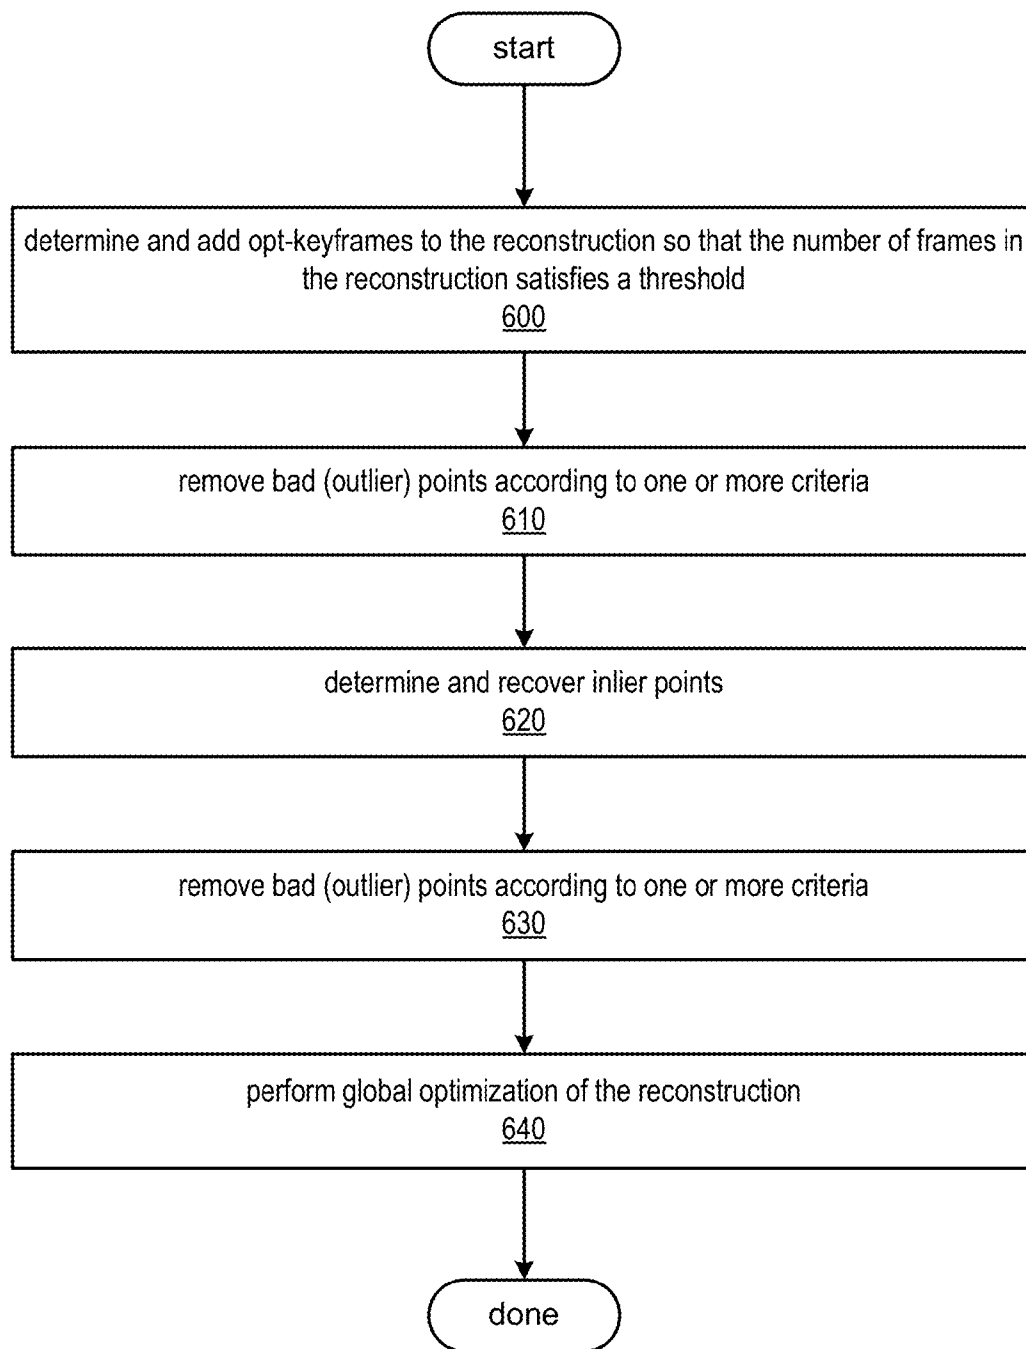 start
determine and add opt-keyframes to the reconstruction so that the number of frames in
the reconstruction satisfies a threshold
600
remove bad (outlier) points according to one or more criteria
610
determine and recover inlier points
620
remove bad (outlier) points according to one or more criteria
630
perform global optimization of the reconstruction
640
done